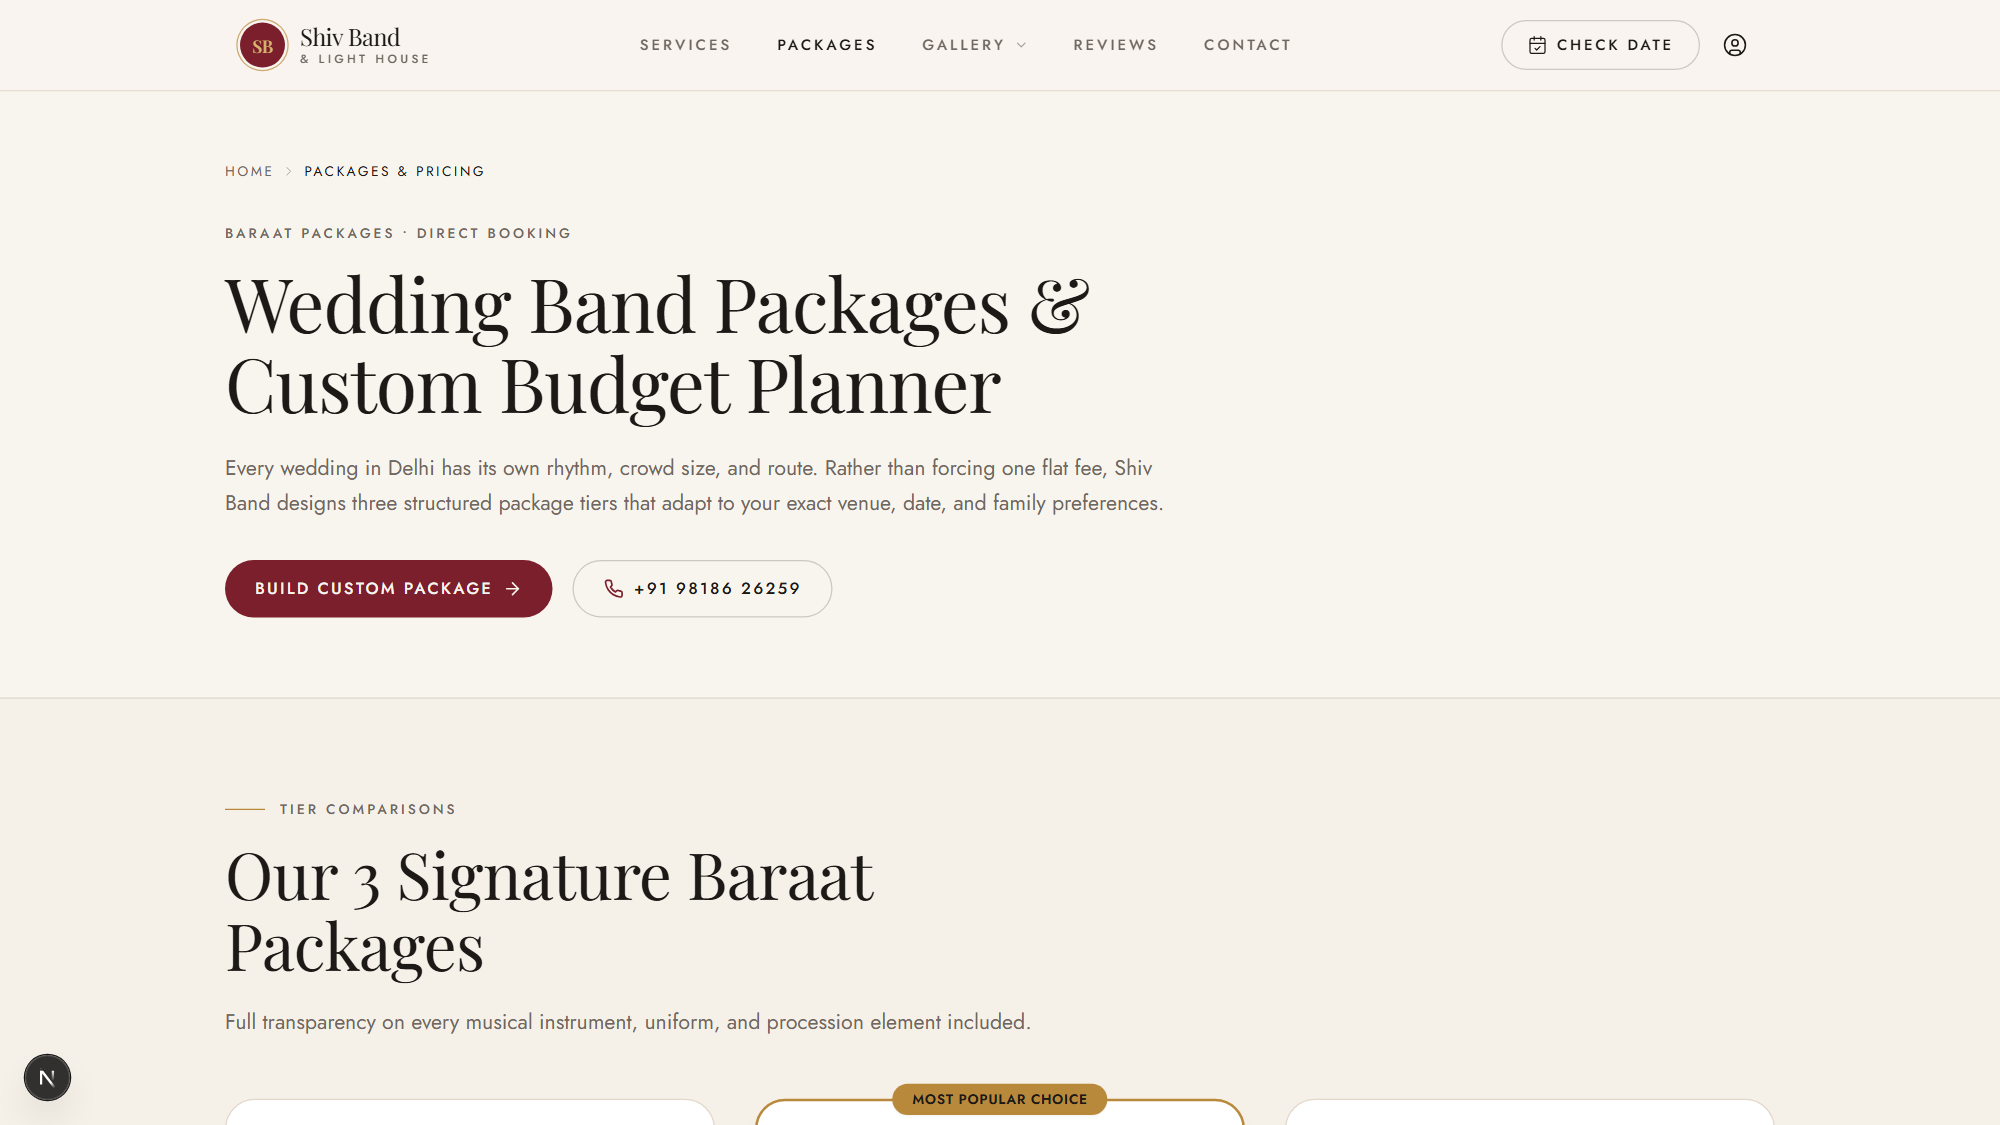 SB
Shiv Band
& LIGHT HOUSE
SERVICES
PACKAGES
GALLERY
REVIEWS
CONTACT
CHECK DATE
HOME
PACKAGES & PRICING
BARAAT PACKAGES · DIRECT BOOKING
Wedding Band Packages &
Custom Budget Planner
Every wedding in Delhi has its own rhythm, crowd size, and route. Rather than forcing one flat fee, Shiv
Band designs three structured package tiers that adapt to your exact venue, date, and family preferences.
BUILD CUSTOM PACKAGE
+91 98186 26259
TIER COMPARISONS
Our 3 Signature Baraat
Packages
Full transparency on every musical instrument, uniform, and procession element included.
N
MOST POPULAR CHOICE